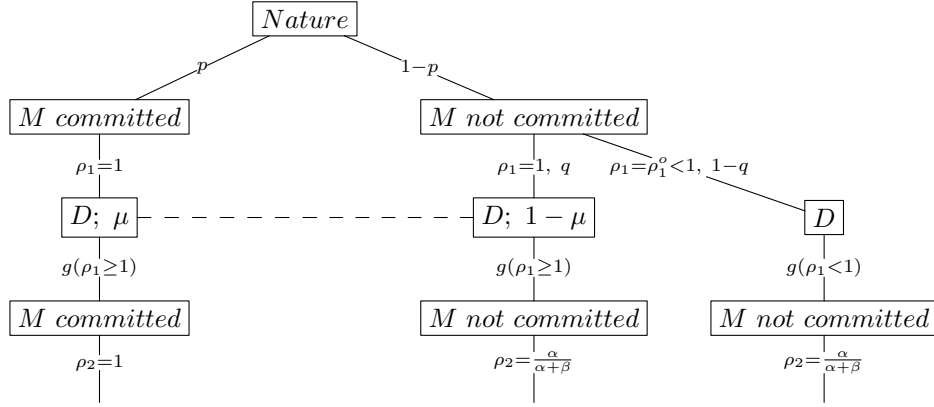 Nature
p
1−p
M committed
M not committed
ρ₁=1
ρ₁=1, q
ρ₁=ρ₁ᵒ<1, 1−q
D; μ
D; 1 − μ
D
g(ρ₁≥1)
g(ρ₁≥1)
g(ρ₁<1)
M committed
M not committed
M not committed
ρ₂=1
ρ₂=α/(α+β)
ρ₂=α/(α+β)